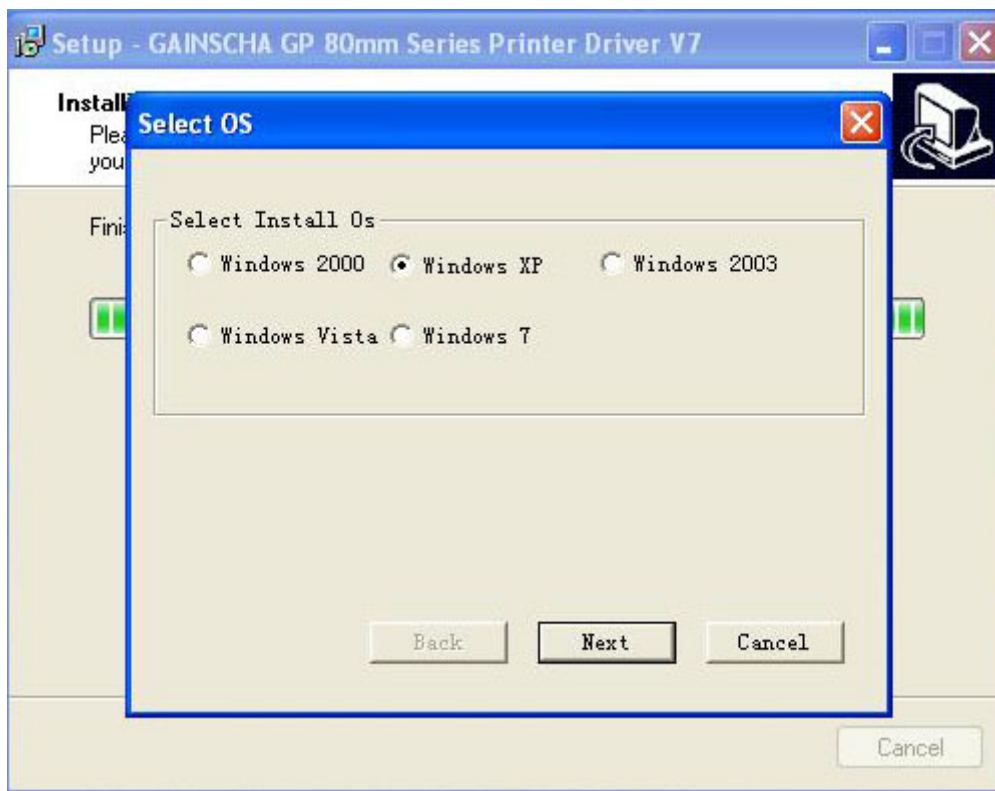 Setup - GAINSCHA GP 80mm Series Printer Driver V7
Select OS
Select Install Os
Windows 2000 Windows XP Windows 2003
Windows Vista Windows 7
Back Next Cancel
Cancel